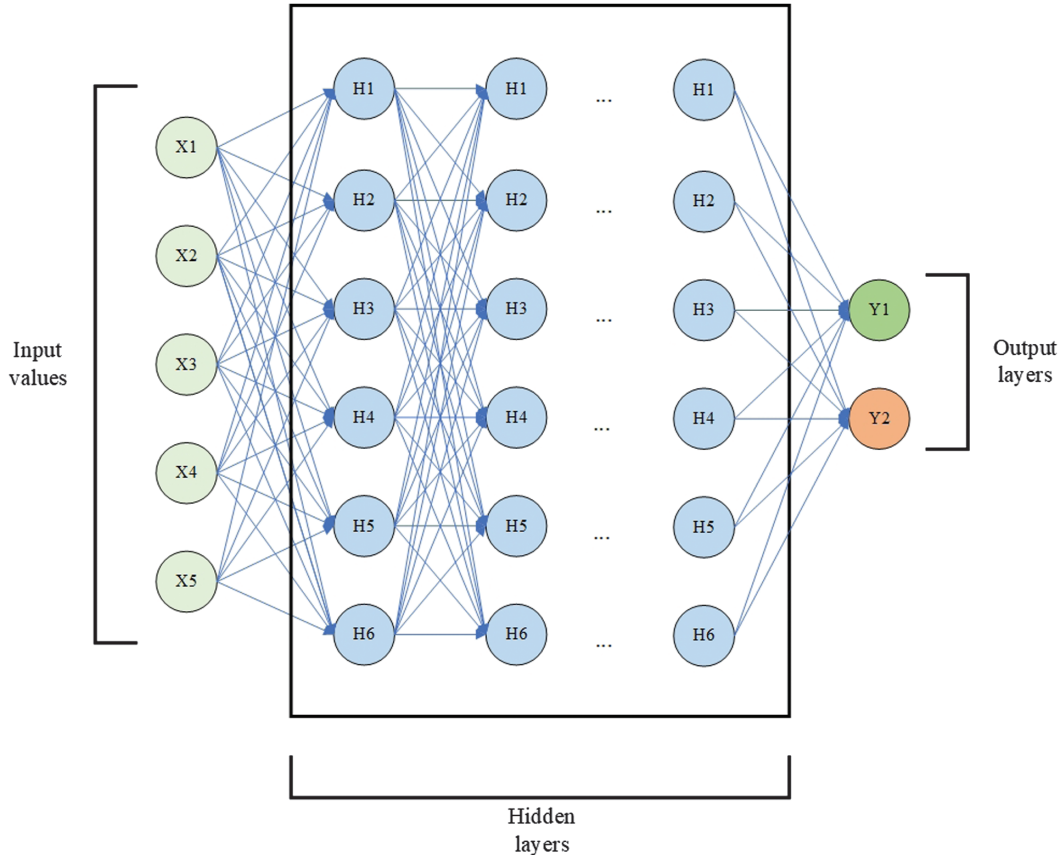 H1 H1 ... H1
X1
H2 H2 ... H2
X2
H3 H3 ... H3 Y1
Input
values
X3
Output
layers
H4 H4 ... H4 Y2
X4
H5 H5 ... H5
X5
H6 H6 ... H6
Hidden
layers